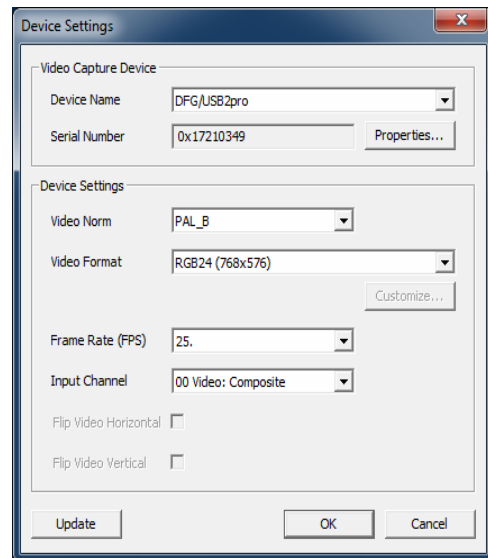 Device Settings
Video Capture Device
Device Name DFG/USB2pro
Serial Number 0x17210349 Properties...
Device Settings
Video Norm PAL_B
Video Format RGB24 (768x576)
Customize...
Frame Rate (FPS) 25.
Input Channel 00 Video: Composite
Flip Video Horizontal
Flip Video Vertical
Update OK Cancel